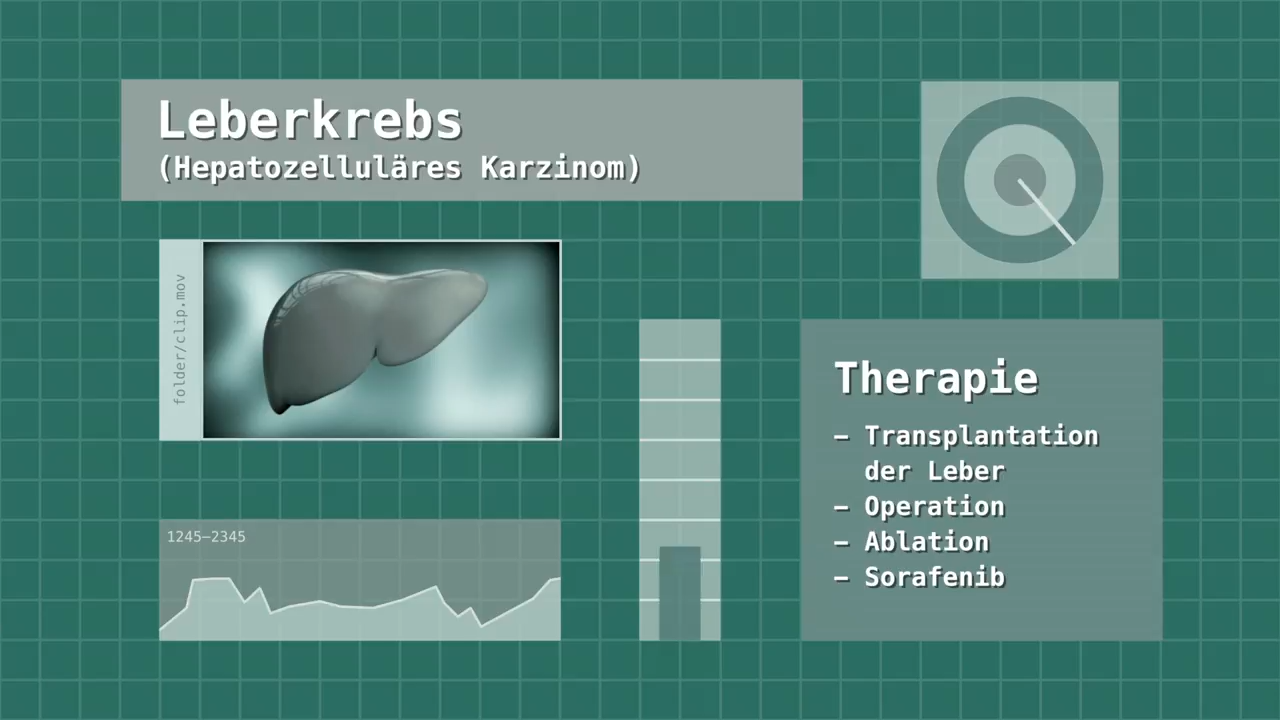 Leberkrebs
(Hepatozelluläres Karzinom)
folder/clip.mov
1245–2345
Therapie
– Transplantation
der Leber
– Operation
– Ablation
– Sorafenib